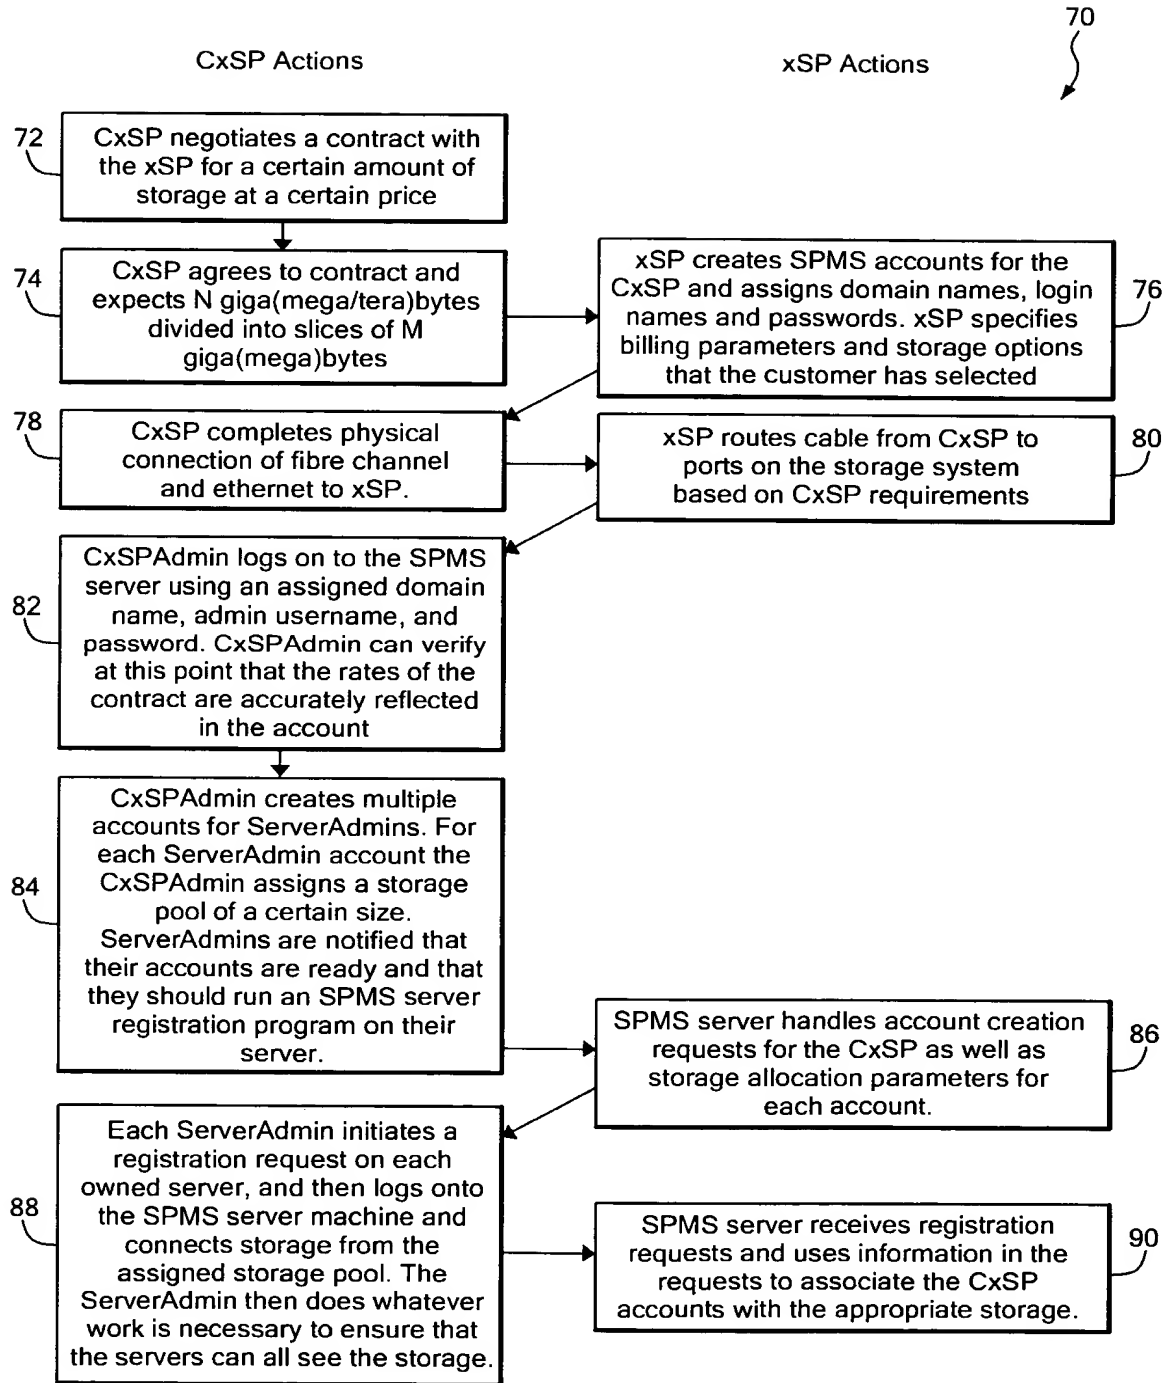 70
CxSP Actions
xSP Actions
72
CxSP negotiates a contract with
the xSP for a certain amount of
storage at a certain price
74
CxSP agrees to contract and
expects N giga(mega/tera)bytes
divided into slices of M
giga(mega)bytes
76
xSP creates SPMS accounts for the
CxSP and assigns domain names, login
names and passwords. xSP specifies
billing parameters and storage options
that the customer has selected
78
CxSP completes physical
connection of fibre channel
and ethernet to xSP.
80
xSP routes cable from CxSP to
ports on the storage system
based on CxSP requirements
82
CxSPAdmin logs on to the SPMS
server using an assigned domain
name, admin username, and
password. CxSPAdmin can verify
at this point that the rates of the
contract are accurately reflected
in the account
84
CxSPAdmin creates multiple
accounts for ServerAdmins. For
each ServerAdmin account the
CxSPAdmin assigns a storage
pool of a certain size.
ServerAdmins are notified that
their accounts are ready and that
they should run an SPMS server
registration program on their
server.
86
SPMS server handles account creation
requests for the CxSP as well as
storage allocation parameters for
each account.
88
Each ServerAdmin initiates a
registration request on each
owned server, and then logs onto
the SPMS server machine and
connects storage from the
assigned storage pool. The
ServerAdmin then does whatever
work is necessary to ensure that
the servers can all see the storage.
90
SPMS server receives registration
requests and uses information in the
requests to associate the CxSP
accounts with the appropriate storage.